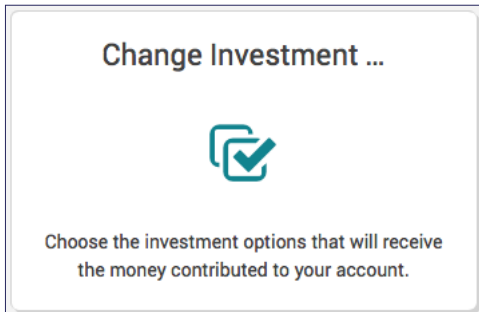 Change Investment ...
Choose the investment options that will receive
the money contributed to your account.